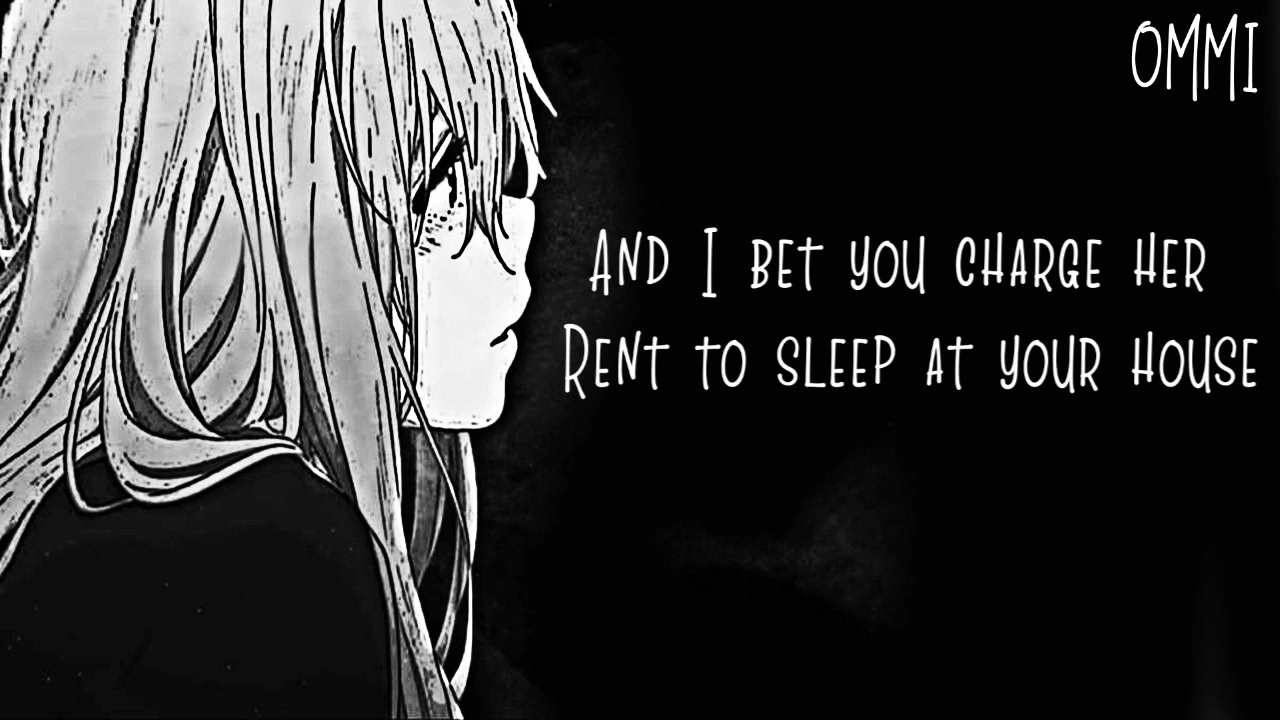 OMMI
AND I BET YOU CHARGE HER
RENT TO SLEEP AT YOUR HOUSE